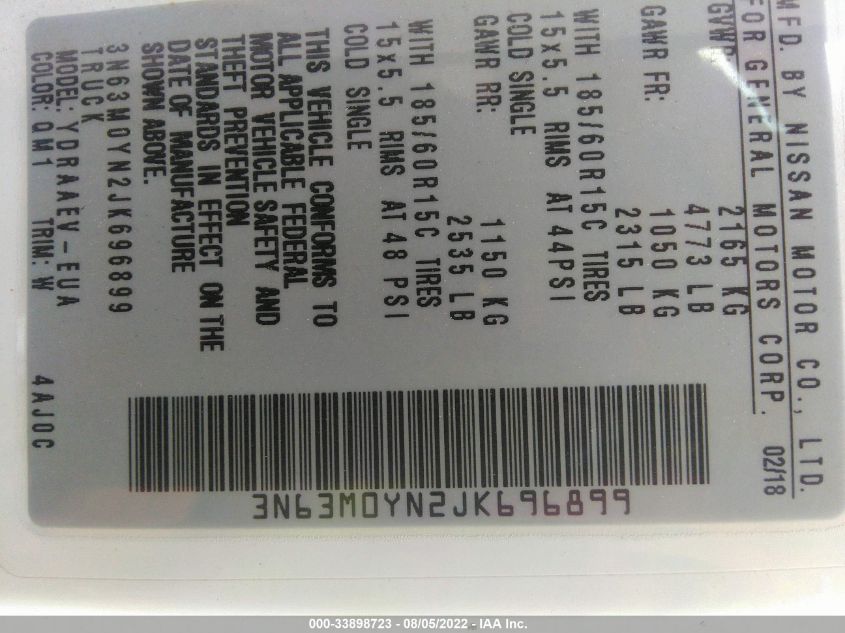 MFD. BY NISSAN MOTOR CO., LTD.
FOR GENERAL MOTORS CORP. 02/18
GVWR 2165 KG
4773 LB
GAWR FR: 1050 KG
2315 LB
WITH 185/60R15C TIRES
15x5.5 RIMS AT 44PSI
COLD SINGLE
GAWR RR: 1150 KG
2535 LB
WITH 185/60R15C TIRES
15x5.5 RIMS AT 48 PSI
COLD SINGLE
THIS VEHICLE CONFORMS TO
ALL APPLICABLE FEDERAL
MOTOR VEHICLE SAFETY AND
THEFT PREVENTION
STANDARDS IN EFFECT ON THE
DATE OF MANUFACTURE
SHOWN ABOVE.
3N63M0YN2JK696899
TRUCK
MODEL: YDRAAEV-EUA
COLOR: QM1 TRIM: W 4AJ0C
3N63M0YN2JK696899
000-33898723 - 08/05/2022 - IAA Inc.